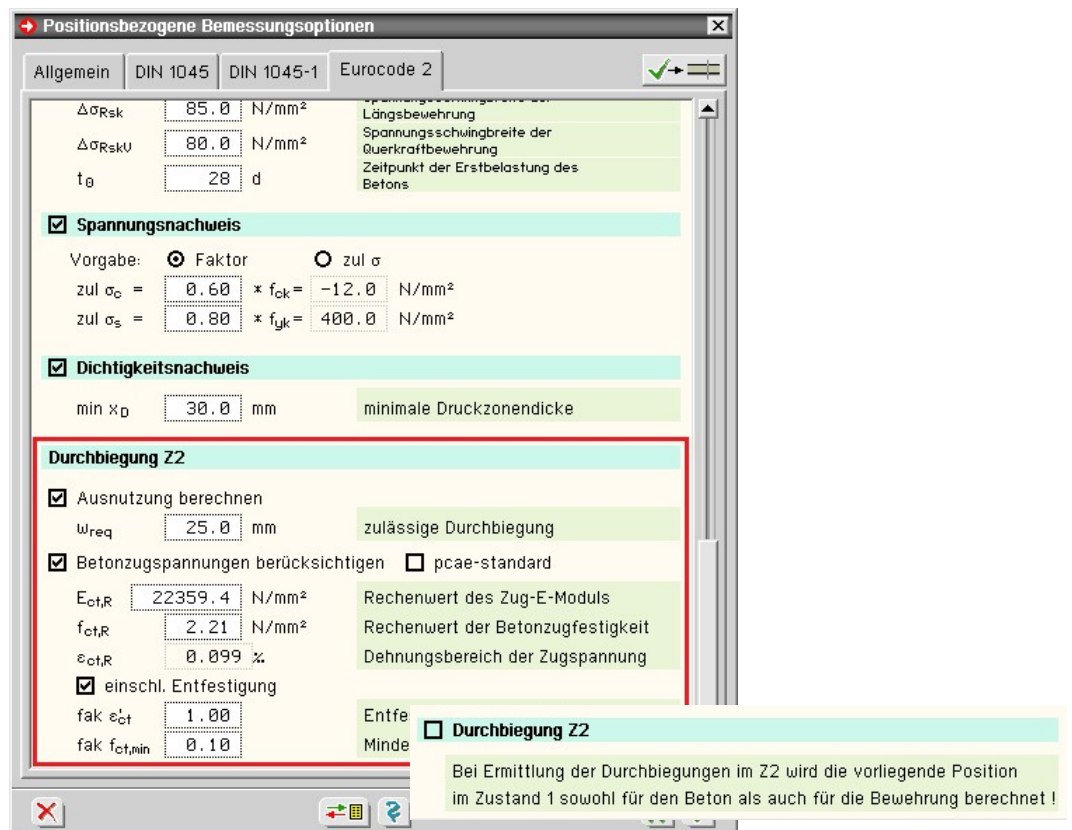 Positionsbezogene Bemessungsoptionen
Allgemein DIN 1045 DIN 1045-1 Eurocode 2
ΔσRsk 85.0 N/mm² Längsbewehrung
ΔσRskV 80.0 N/mm² Spannungsschwingbreite der Querkraftbewehrung
t0 28 d Zeitpunkt der Erstbelastung des Betons
Spannungsnachweis
Vorgabe: Faktor zul σ
zul σc = 0.60 * fck= -12.0 N/mm²
zul σs = 0.80 * fyk= 400.0 N/mm²
Dichtigkeitsnachweis
min xD 30.0 mm minimale Druckzonendicke
Durchbiegung Z2
Ausnutzung berechnen
wreq 25.0 mm zulässige Durchbiegung
Betonzugspannungen berücksichtigen pcae-standard
Ect,R 22359.4 N/mm² Rechenwert des Zug-E-Moduls
fct,R 2.21 N/mm² Rechenwert der Betonzugfestigkeit
εct,R 0.099 ‰ Dehnungsbereich der Zugspannung
einschl. Entfestigung
fak ε'ct 1.00 Entfe
fak fct,min 0.10 Minde
Durchbiegung Z2
Bei Ermittlung der Durchbiegungen im Z2 wird die vorliegende Position
im Zustand 1 sowohl für den Beton als auch für die Bewehrung berechnet !